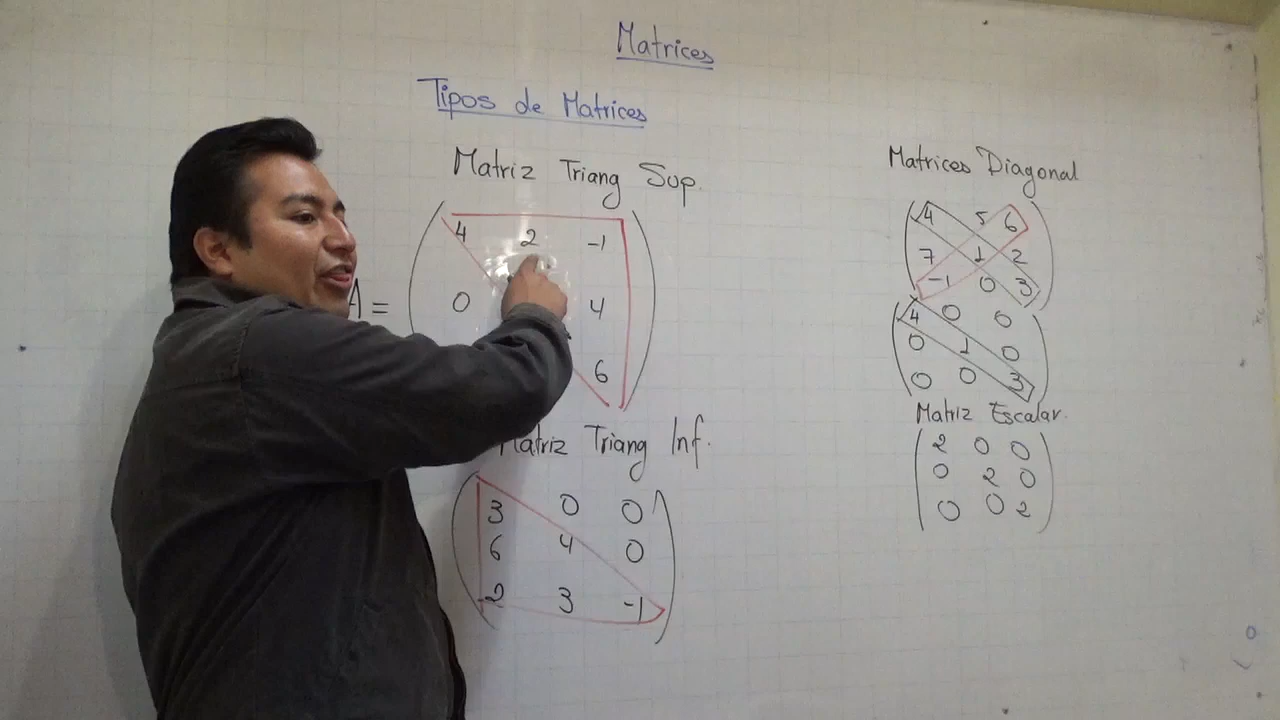 Matrices
Tipos de Matrices
Matriz Triang Sup.
4 2 -1
A = 0 4
6
Matriz Triang Inf.
3 0 0
6 4 0
2 3 -1
Matrices Diagonal
4 5 6
7 1 2
-1 0 3
4 0 0
0 1 0
0 0 3
Matriz Escalar.
2 0 0
0 2 0
0 0 2